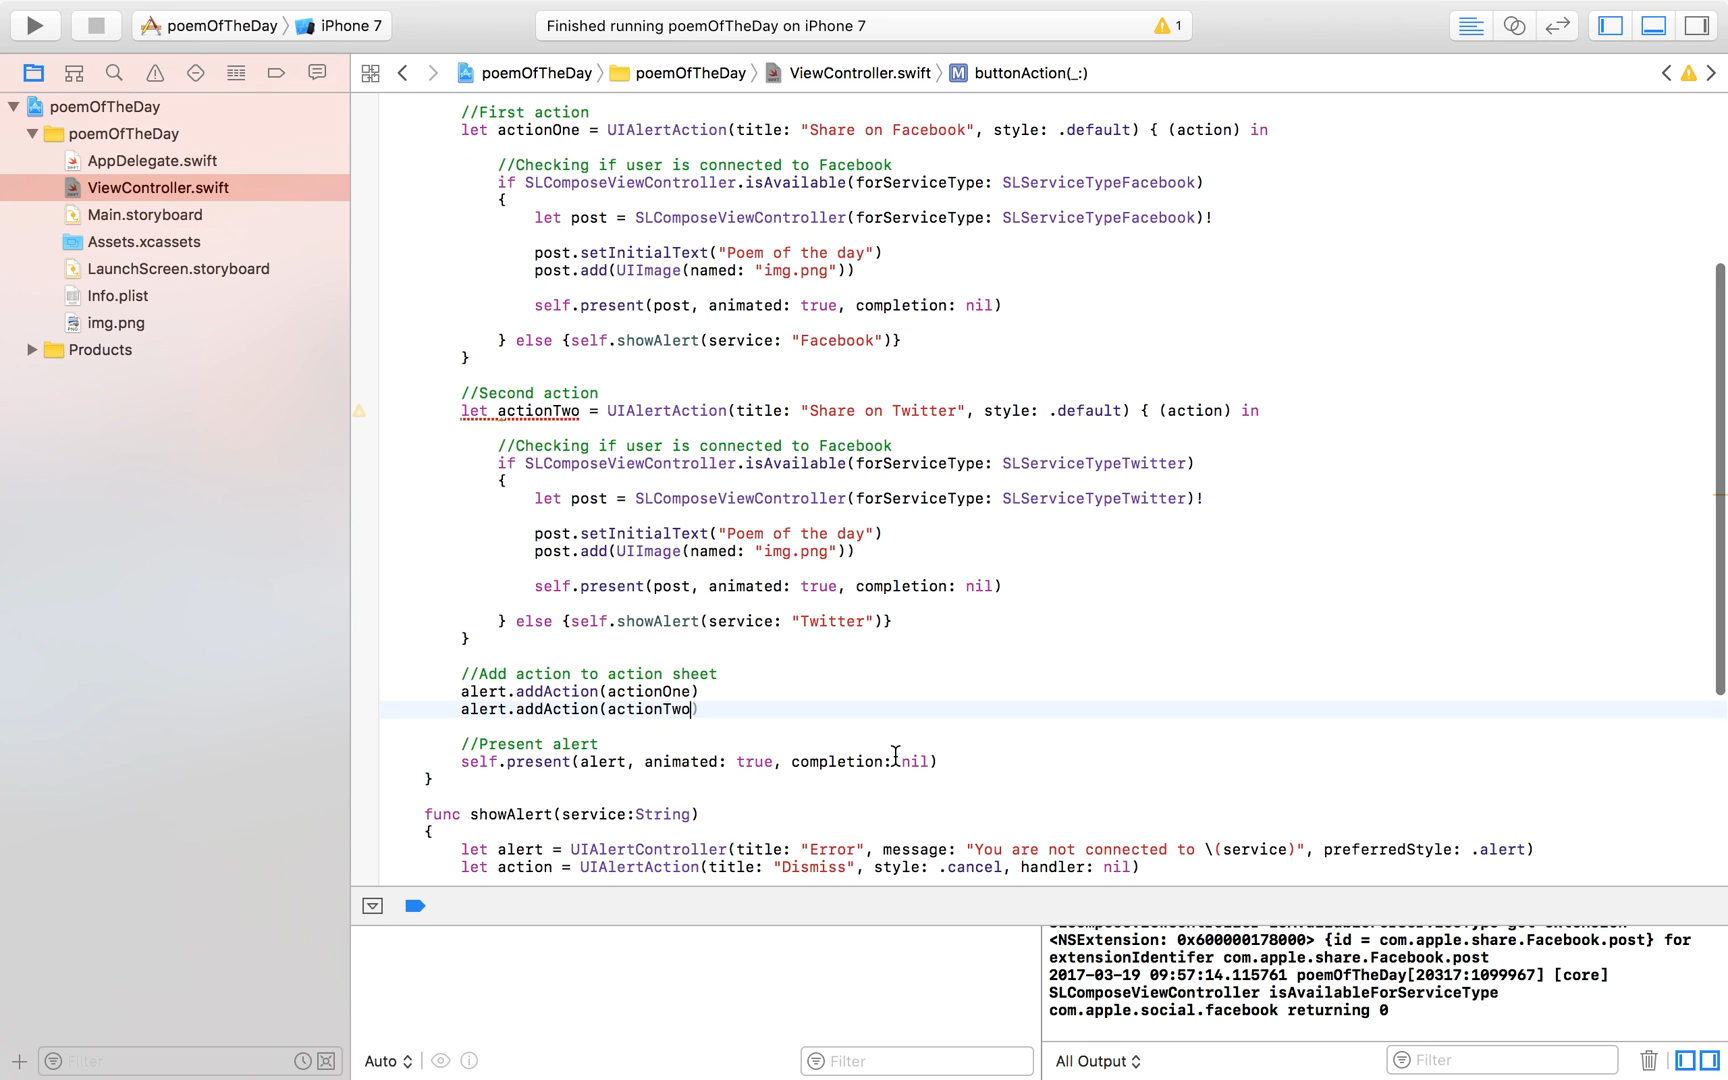 poemOfTheDay iPhone 7
Finished running poemOfTheDay on iPhone 7
1
poemOfTheDay poemOfTheDay ViewController.swift M buttonAction(_:)
poemOfTheDay
poemOfTheDay
AppDelegate.swift
ViewController.swift
Main.storyboard
Assets.xcassets
LaunchScreen.storyboard
Info.plist
img.png
Products
//First action
let actionOne = UIAlertAction(title: "Share on Facebook", style: .default) { (action) in
//Checking if user is connected to Facebook
if SLComposeViewController.isAvailable(forServiceType: SLServiceTypeFacebook)
{
let post = SLComposeViewController(forServiceType: SLServiceTypeFacebook)!
post.setInitialText("Poem of the day")
post.add(UIImage(named: "img.png"))
self.present(post, animated: true, completion: nil)
} else {self.showAlert(service: "Facebook")}
}
//Second action
let actionTwo = UIAlertAction(title: "Share on Twitter", style: .default) { (action) in
//Checking if user is connected to Facebook
if SLComposeViewController.isAvailable(forServiceType: SLServiceTypeTwitter)
{
let post = SLComposeViewController(forServiceType: SLServiceTypeTwitter)!
post.setInitialText("Poem of the day")
post.add(UIImage(named: "img.png"))
self.present(post, animated: true, completion: nil)
} else {self.showAlert(service: "Twitter")}
}
//Add action to action sheet
alert.addAction(actionOne)
alert.addAction(actionTwo)
//Present alert
self.present(alert, animated: true, completion: nil)
}
func showAlert(service:String)
{
let alert = UIAlertController(title: "Error", message: "You are not connected to \(service)", preferredStyle: .alert)
let action = UIAlertAction(title: "Dismiss", style: .cancel, handler: nil)
<NSExtension: 0x600000178000> {id = com.apple.share.Facebook.post} for
extensionIdentifer com.apple.share.Facebook.post
2017-03-19 09:57:14.115761 poemOfTheDay[20317:1099967] [core]
SLComposeViewController isAvailableForServiceType
com.apple.social.facebook returning 0
Filter
Auto
Filter
All Output
Filter